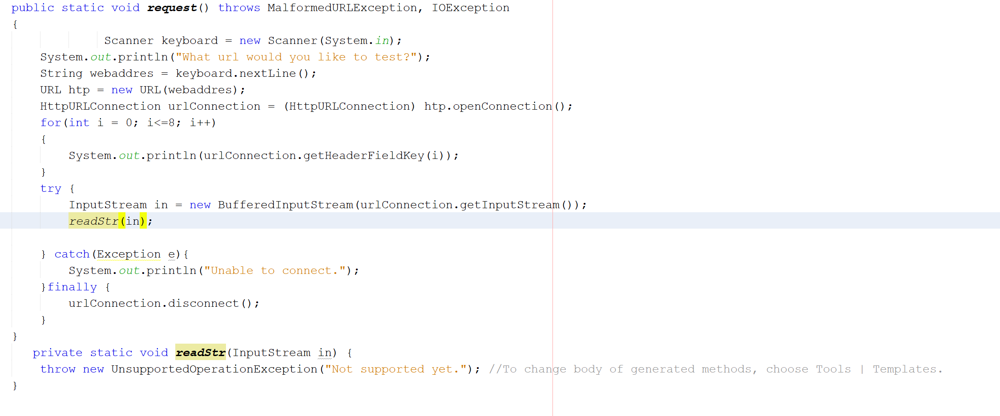 public static void request() throws MalformedURLException, IOException
{
Scanner keyboard = new Scanner(System.in);
System.out.println("What url would you like to test?");
String webaddres = keyboard.nextLine();
URL htp = new URL(webaddres);
HttpURLConnection urlConnection = (HttpURLConnection) htp.openConnection();
for(int i = 0; i<=8; i++)
{
System.out.println(urlConnection.getHeaderFieldKey(i));
}
try {
InputStream in = new BufferedInputStream(urlConnection.getInputStream());
readStr(in);
} catch(Exception e){
System.out.println("Unable to connect.");
}finally {
urlConnection.disconnect();
}
}
private static void readStr(InputStream in) {
throw new UnsupportedOperationException("Not supported yet."); //To change body of generated methods, choose Tools | Templates.
}